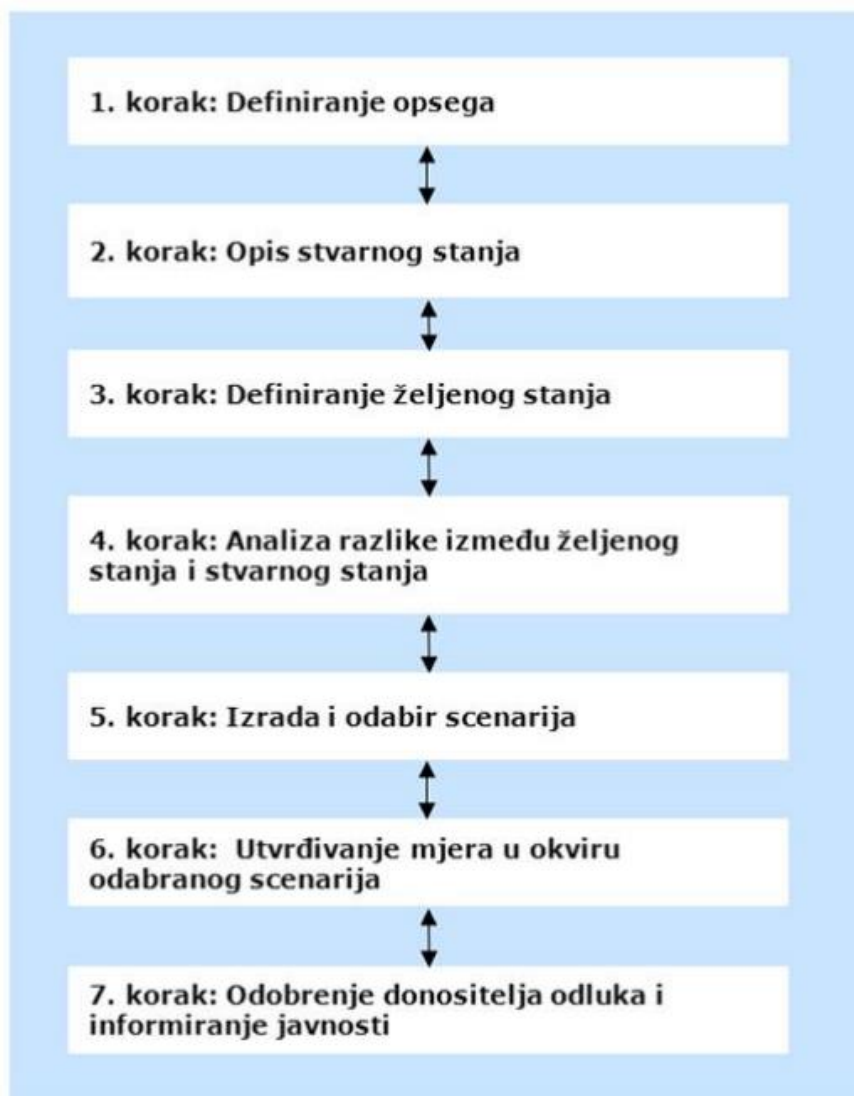 1. korak: Definiranje opsega
2. korak: Opis stvarnog stanja
3. korak: Definiranje željenog stanja
4. korak: Analiza razlike između željenog
stanja i stvarnog stanja
5. korak: Izrada i odabir scenarija
6. korak: Utvrđivanje mjera u okviru
odabranog scenarija
7. korak: Odobrenje donositelja odluka i
informiranje javnosti